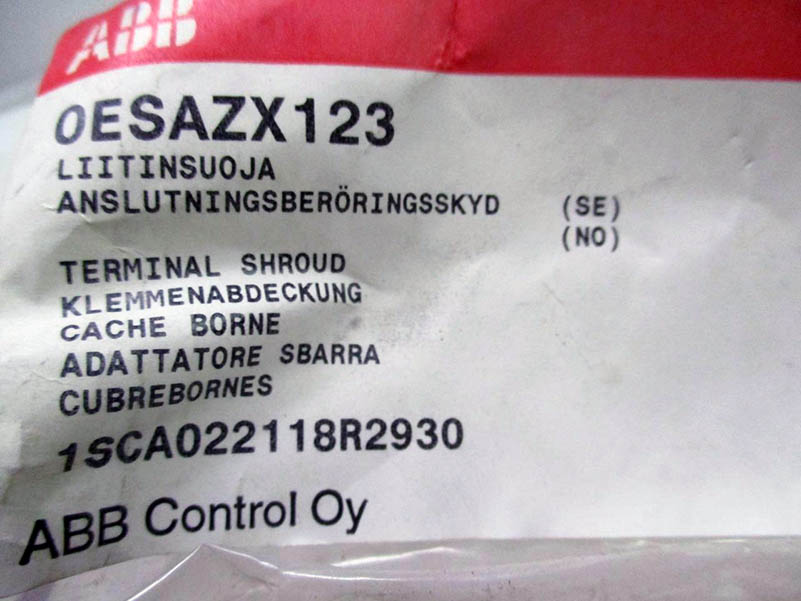 ABB
OESAZX123
LIITINSUOJA
ANSLUTNINGSBERÖRINGSSKYD (SE)
(NO)
TERMINAL SHROUD
KLEMMENABDECKUNG
CACHE BORNE
ADATTATORE SBARRA
CUBREBORNES
1SCA022118R2930
ABB Control Oy